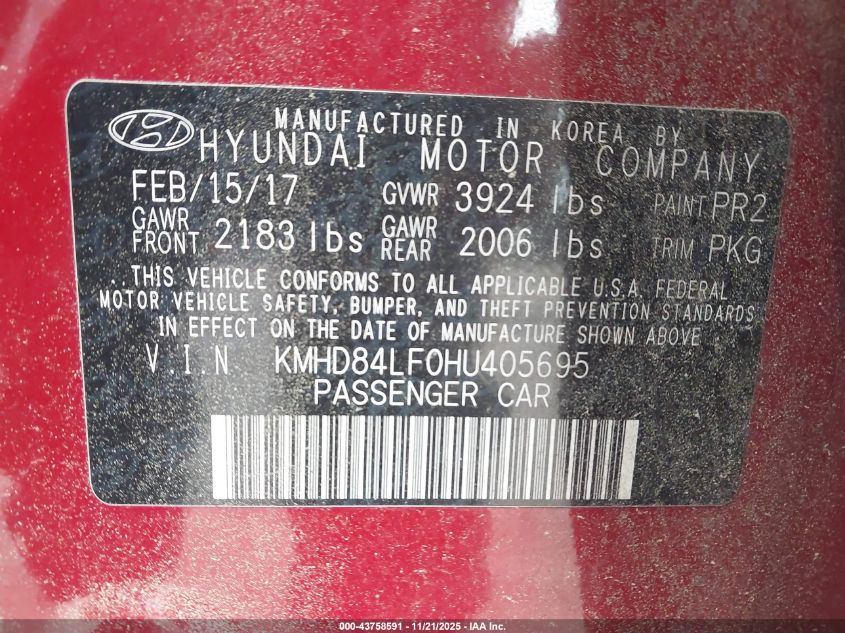 MANUFACTURED IN KOREA BY
HYUNDAI MOTOR COMPANY
FEB/15/17 GVWR 3924 lbs PAINT PR2
GAWR FRONT 2183 lbs GAWR REAR 2006 lbs TRIM PKG
THIS VEHICLE CONFORMS TO ALL APPLICABLE U.S.A. FEDERAL
MOTOR VEHICLE SAFETY, BUMPER, AND THEFT PREVENTION STANDARDS
IN EFFECT ON THE DATE OF MANUFACTURE SHOWN ABOVE
V.I.N KMHD84LF0HU405695
PASSENGER CAR
000-43758591 - 11/21/2025 - IAA Inc.